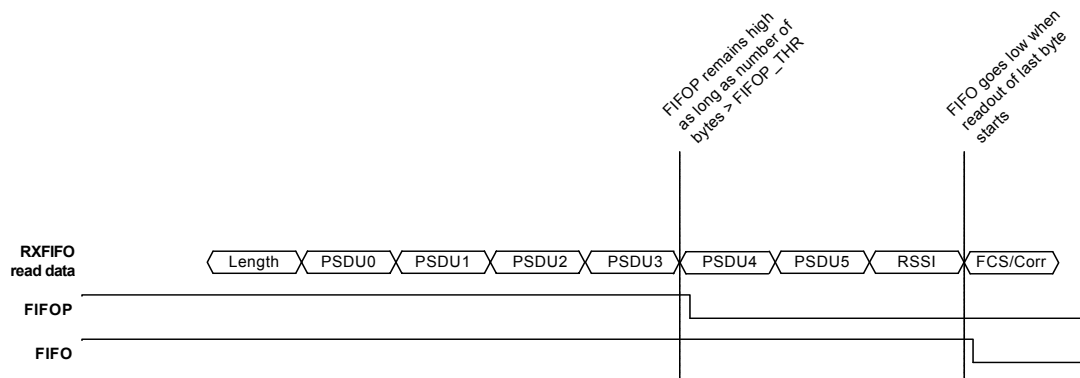 FIFOP remains high
as long as number of
bytes > FIFOP_THR
FIFO goes low when
readout of last byte
starts
RXFIFO
read data
Length PSDU0 PSDU1 PSDU2 PSDU3 PSDU4 PSDU5 RSSI FCS/Corr
FIFOP
FIFO